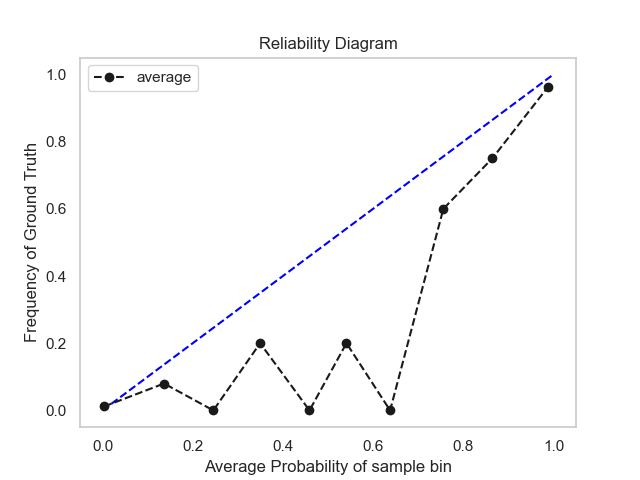 Reliability Diagram
average
1.0
0.8
0.6
0.4
0.2
0.0
Frequency of Ground Truth
0.0 0.2 0.4 0.6 0.8 1.0
Average Probability of sample bin